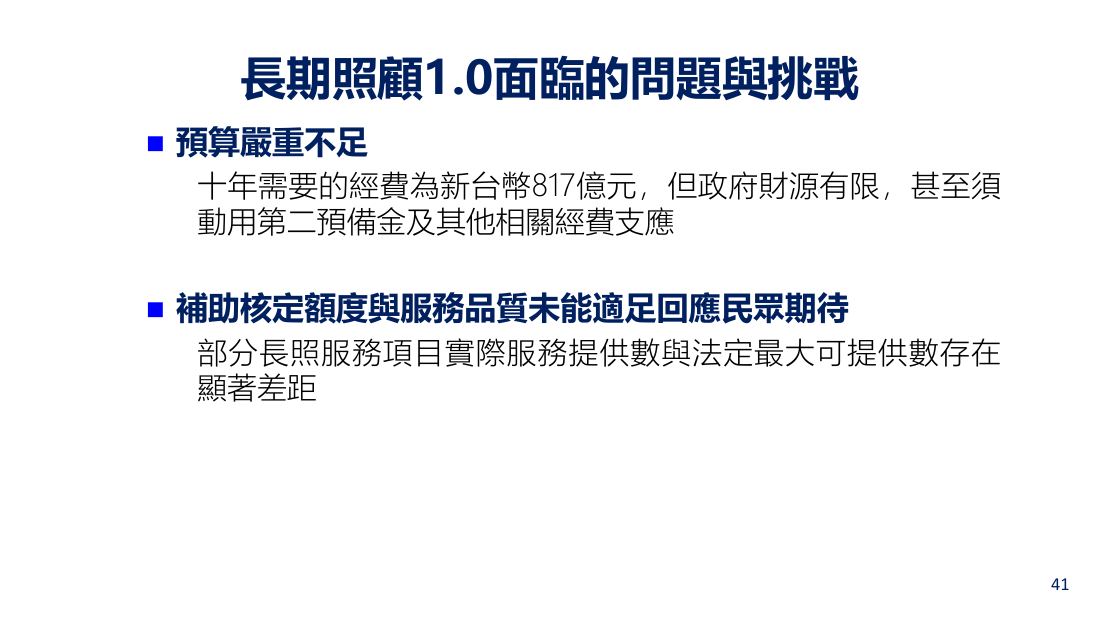 長期照顧1.0面臨的問題與挑戰
■ 預算嚴重不足
十年需要的經費為新台幣817億元，但政府財源有限，甚至須
動用第二預備金及其他相關經費支應
■ 補助核定額度與服務品質未能適足回應民眾期待
部分長照服務項目實際服務提供數與法定最大可提供數存在
顯著差距
41